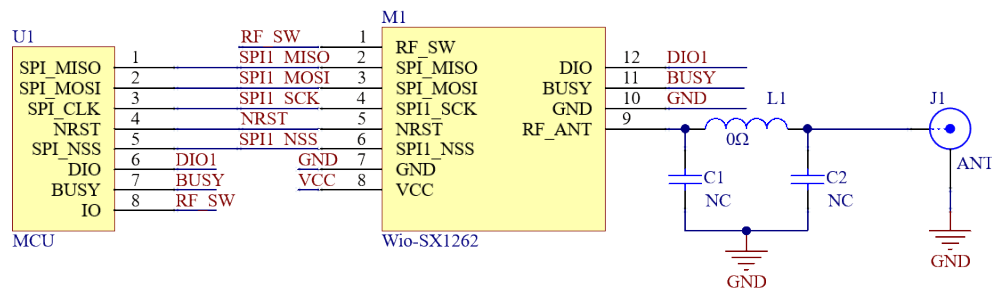 M1
U1
RF_SW 1 RF_SW
SPI_MISO 1 SPI1_MISO 2 SPI_MISO DIO 12 DIO1
SPI_MOSI 2 SPI1_MOSI 3 SPI_MOSI BUSY 11 BUSY
SPI_CLK 3 SPI1_SCK 4 SPI1_SCK GND 10 GND L1 J1
NRST 4 NRST 5 NRST RF_ANT 9
SPI_NSS 5 SPI1_NSS 6 SPI1_NSS 0Ω
DIO 6 DIO1 GND 7 GND ANT
BUSY 7 BUSY VCC 8 VCC C1 C2
IO 8 RF_SW NC NC
MCU Wio-SX1262
GND
GND